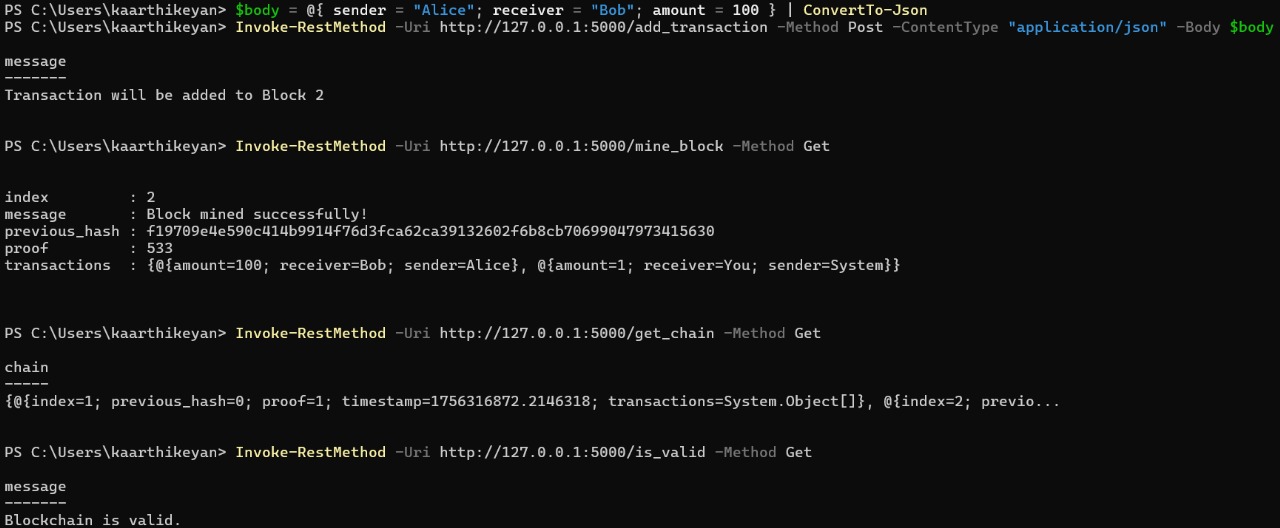 PS C:\Users\kaarthikeyan> $body = @{ sender = "Alice"; receiver = "Bob"; amount = 100 } | ConvertTo-Json
PS C:\Users\kaarthikeyan> Invoke-RestMethod -Uri http://127.0.0.1:5000/add_transaction -Method Post -ContentType "application/json" -Body $body
message
-------
Transaction will be added to Block 2
PS C:\Users\kaarthikeyan> Invoke-RestMethod -Uri http://127.0.0.1:5000/mine_block -Method Get
index         : 2
message       : Block mined successfully!
previous_hash : f19709e4e590c414b9914f76d3fca62ca39132602f6b8cb70699047973415630
proof         : 533
transactions  : {@{amount=100; receiver=Bob; sender=Alice}, @{amount=1; receiver=You; sender=System}}
PS C:\Users\kaarthikeyan> Invoke-RestMethod -Uri http://127.0.0.1:5000/get_chain -Method Get
chain
-----
{@{index=1; previous_hash=0; proof=1; timestamp=1756316872.2146318; transactions=System.Object[]}, @{index=2; previo...
PS C:\Users\kaarthikeyan> Invoke-RestMethod -Uri http://127.0.0.1:5000/is_valid -Method Get
message
-------
Blockchain is valid.